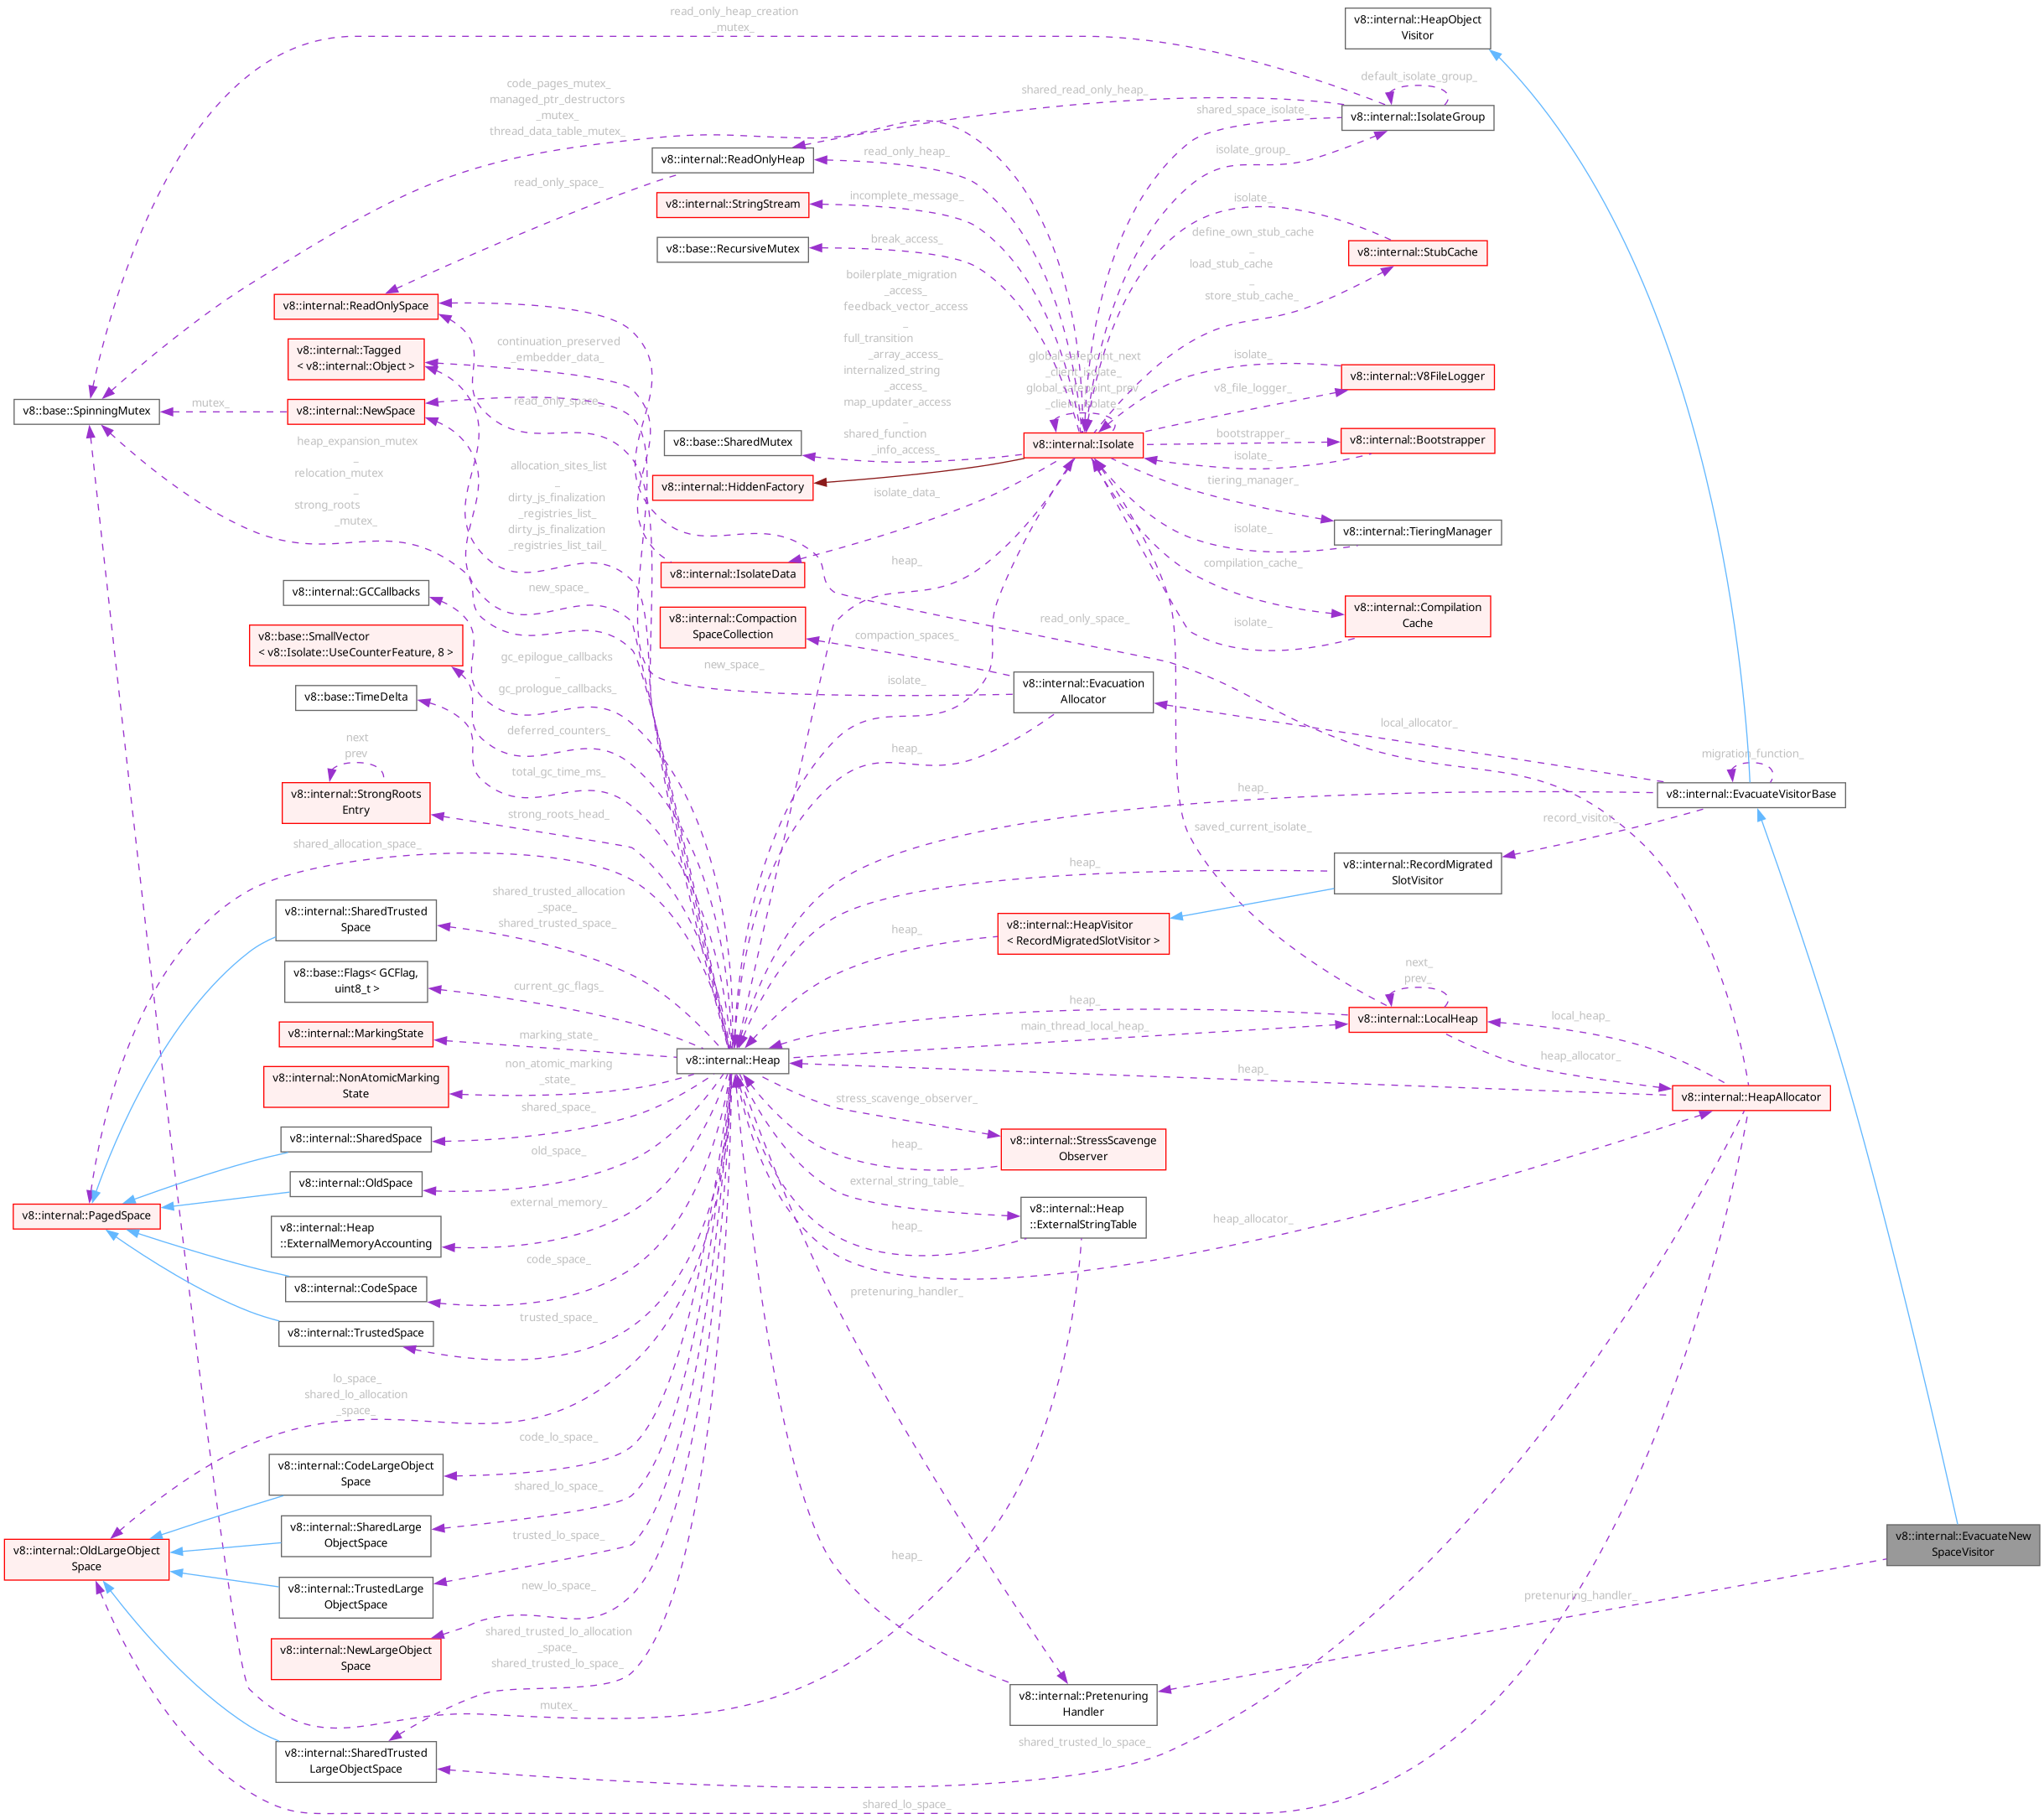 read_only_heap_creation
_mutex_
v8::internal::HeapObject
Visitor
code_pages_mutex_
managed_ptr_destructors
_mutex_
thread_data_table_mutex_
shared_read_only_heap_
default_isolate_group_
shared_space_isolate_
v8::internal::IsolateGroup
v8::internal::ReadOnlyHeap
read_only_heap_
isolate_group_
read_only_space_
v8::internal::StringStream
incomplete_message_
isolate_
v8::base::RecursiveMutex
break_access_
define_own_stub_cache
_
load_stub_cache
_
store_stub_cache_
v8::internal::StubCache
v8::internal::ReadOnlySpace
boilerplate_migration
_access_
feedback_vector_access
_
full_transition
_array_access_
internalized_string
_access_
map_updater_access
_
shared_function
_info_access_
v8::internal::Tagged
< v8::internal::Object >
continuation_preserved
_embedder_data_
global_safepoint_next
_client_isolate_
global_safepoint_prev
_client_isolate_
isolate_
v8::internal::V8FileLogger
v8_file_logger_
v8::base::SpinningMutex
mutex_
v8::internal::NewSpace
read_only_space_
v8::base::SharedMutex
v8::internal::Isolate
bootstrapper_
v8::internal::Bootstrapper
isolate_
heap_expansion_mutex
_
relocation_mutex
_
strong_roots
_mutex_
allocation_sites_list
_
dirty_js_finalization
_registries_list_
dirty_js_finalization
_registries_list_tail_
v8::internal::HiddenFactory
isolate_data_
tiering_manager_
isolate_
v8::internal::TieringManager
v8::internal::GCCallbacks
new_space_
v8::internal::IsolateData
heap_
compilation_cache_
v8::internal::Compilation
Cache
isolate_
v8::base::SmallVector
< v8::Isolate::UseCounterFeature, 8 >
v8::internal::Compaction
SpaceCollection
compaction_spaces_
read_only_space_
gc_epilogue_callbacks
_
gc_prologue_callbacks_
new_space_
isolate_
v8::internal::Evacuation
Allocator
v8::base::TimeDelta
deferred_counters_
heap_
local_allocator_
next
prev
migration_function_
total_gc_time_ms_
v8::internal::StrongRoots
Entry
heap_
v8::internal::EvacuateVisitorBase
strong_roots_head_
saved_current_isolate_
record_visitor_
shared_allocation_space_
heap_
v8::internal::RecordMigrated
SlotVisitor
v8::internal::SharedTrusted
Space
shared_trusted_allocation
_space_
shared_trusted_space_
heap_
v8::internal::HeapVisitor
< RecordMigratedSlotVisitor >
v8::base::Flags< GCFlag,
uint8_t >
current_gc_flags_
next_
prev_
heap_
v8::internal::LocalHeap
local_heap_
v8::internal::MarkingState
marking_state_
main_thread_local_heap_
v8::internal::Heap
heap_allocator_
v8::internal::NonAtomicMarking
State
non_atomic_marking
_state_
heap_
v8::internal::HeapAllocator
shared_space_
stress_scavenge_observer_
v8::internal::SharedSpace
v8::internal::StressScavenge
Observer
old_space_
heap_
v8::internal::OldSpace
external_string_table_
v8::internal::PagedSpace
external_memory_
v8::internal::Heap
::ExternalStringTable
heap_allocator_
v8::internal::Heap
::ExternalMemoryAccounting
heap_
code_space_
v8::internal::CodeSpace
pretenuring_handler_
trusted_space_
v8::internal::TrustedSpace
lo_space_
shared_lo_allocation
_space_
code_lo_space_
v8::internal::CodeLargeObject
Space
shared_lo_space_
v8::internal::SharedLarge
ObjectSpace
v8::internal::OldLargeObject
Space
trusted_lo_space_
heap_
v8::internal::EvacuateNew
SpaceVisitor
v8::internal::TrustedLarge
ObjectSpace
new_lo_space_
pretenuring_handler_
v8::internal::NewLargeObject
Space
shared_trusted_lo_allocation
_space_
shared_trusted_lo_space_
mutex_
v8::internal::Pretenuring
Handler
v8::internal::SharedTrusted
LargeObjectSpace
shared_trusted_lo_space_
shared_lo_space_